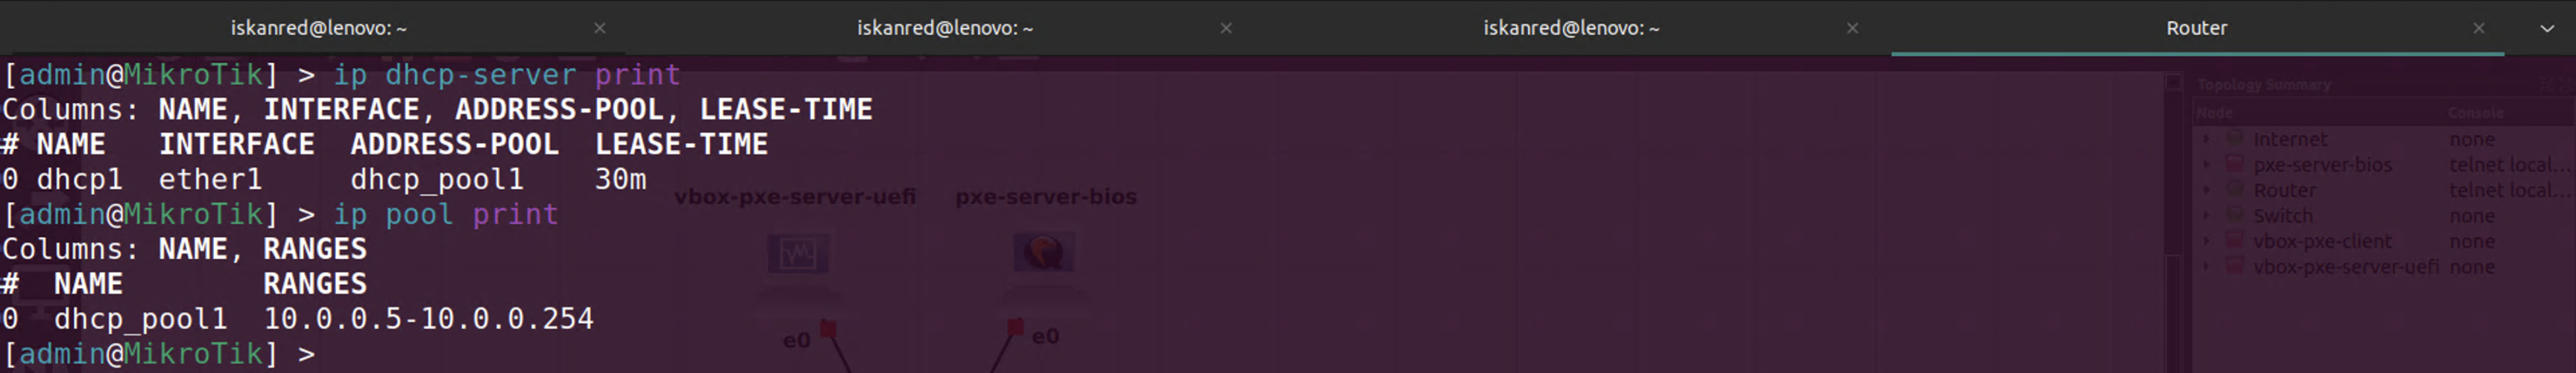 iskanred@lenovo: ~ × iskanred@lenovo: ~ × iskanred@lenovo: ~ × Router ×
[admin@MikroTik] > ip dhcp-server print
Columns: NAME, INTERFACE, ADDRESS-POOL, LEASE-TIME
# NAME   INTERFACE  ADDRESS-POOL  LEASE-TIME
0 dhcp1  ether1     dhcp_pool1    30m
[admin@MikroTik] > ip pool print
Columns: NAME, RANGES
#  NAME        RANGES
0  dhcp_pool1  10.0.0.5-10.0.0.254
[admin@MikroTik] >
vbox-pxe-server-uefi pxe-server-bios
e0 e0
Topology Summary
Node Console
Internet none
pxe-server-bios telnet local...
Router telnet local...
Switch none
vbox-pxe-client none
vbox-pxe-server-uefi none